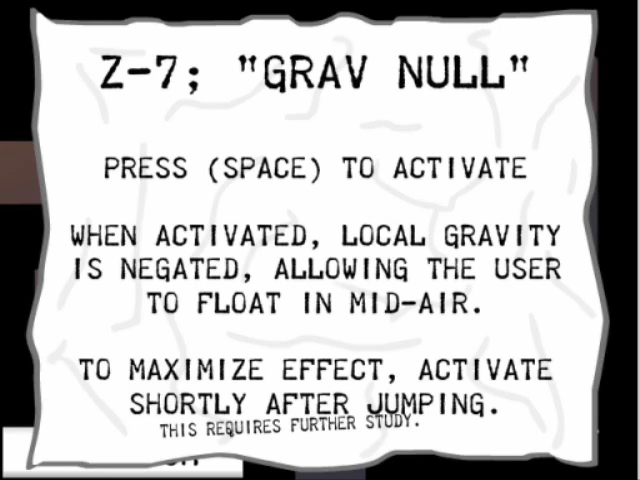 Z-7; "GRAV NULL"
PRESS (SPACE) TO ACTIVATE
WHEN ACTIVATED, LOCAL GRAVITY
IS NEGATED, ALLOWING THE USER
TO FLOAT IN MID-AIR.
TO MAXIMIZE EFFECT, ACTIVATE
SHORTLY AFTER JUMPING.
THIS REQUIRES FURTHER STUDY.